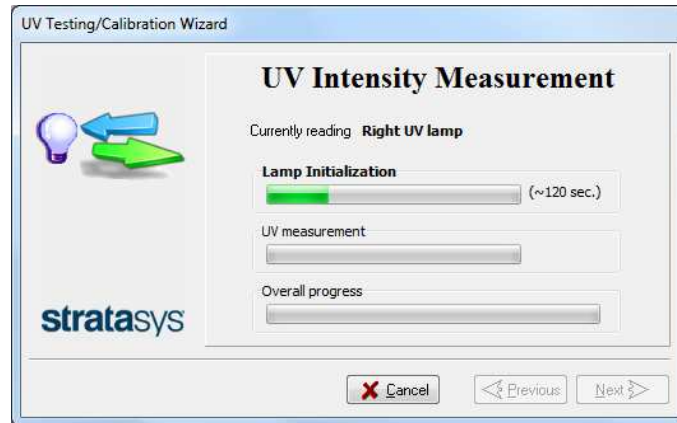 UV Testing/Calibration Wizard
UV Intensity Measurement
Currently reading Right UV lamp
Lamp Initialization
(~120 sec.)
UV measurement
Overall progress
stratasys
Cancel
Previous
Next